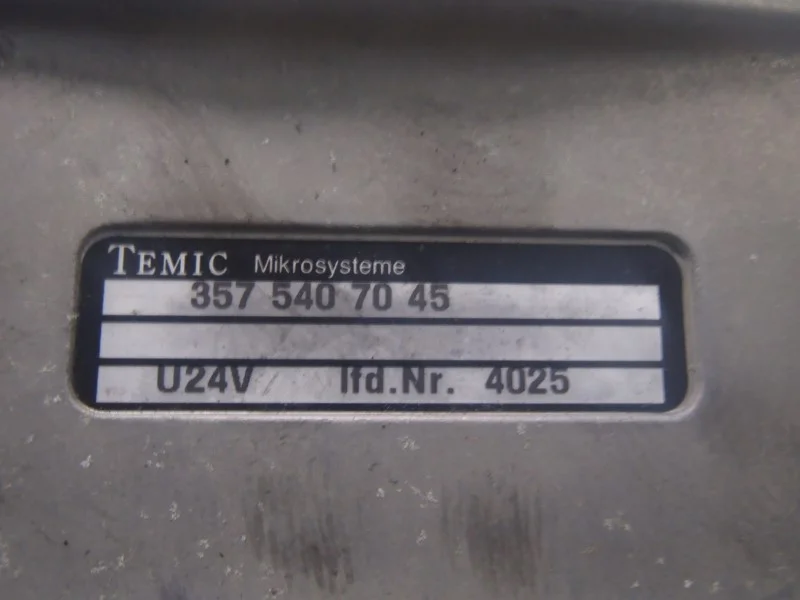 TEMIC Mikrosysteme
357 540 70 45
U24V lfd.Nr. 4025